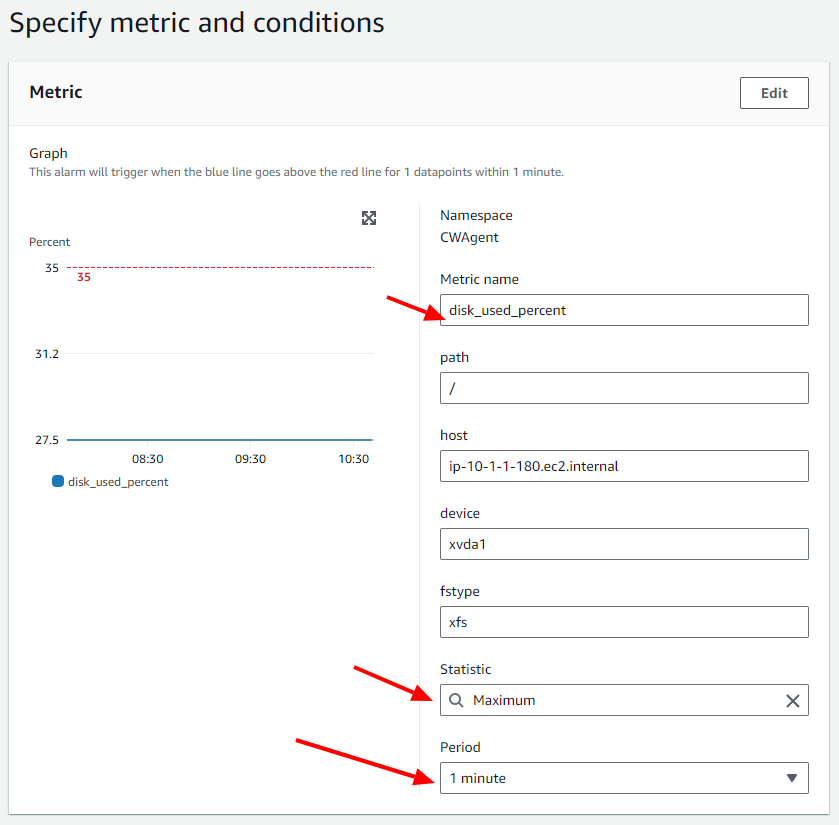 Specify metric and conditions
Metric
Edit
Graph
This alarm will trigger when the blue line goes above the red line for 1 datapoints within 1 minute.
Percent
35
35
31.2
27.5
08:30
09:30
10:30
disk_used_percent
Namespace
CWAgent
Metric name
disk_used_percent
path
/
host
ip-10-1-1-180.ec2.internal
device
xvda1
fstype
xfs
Statistic
Maximum
Period
1 minute